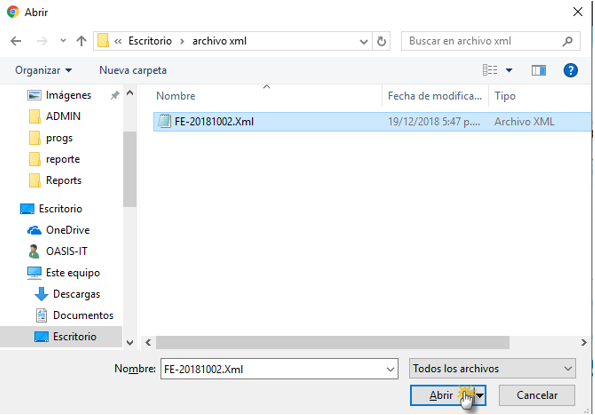 Abrir
« Escritorio > archivo xml
Buscar en archivo xml
Organizar
Nueva carpeta
Imágenes
ADMIN
progs
reporte
Reports
Escritorio
OneDrive
OASIS-IT
Este equipo
Descargas
Documentos
Escritorio
Nombre
Fecha de modifica...
Tipo
FE-20181002.Xml
19/12/2018 5:47 p....
Archivo XML
Nombre:
FE-20181002.Xml
Todos los archivos
Abrir
Cancelar